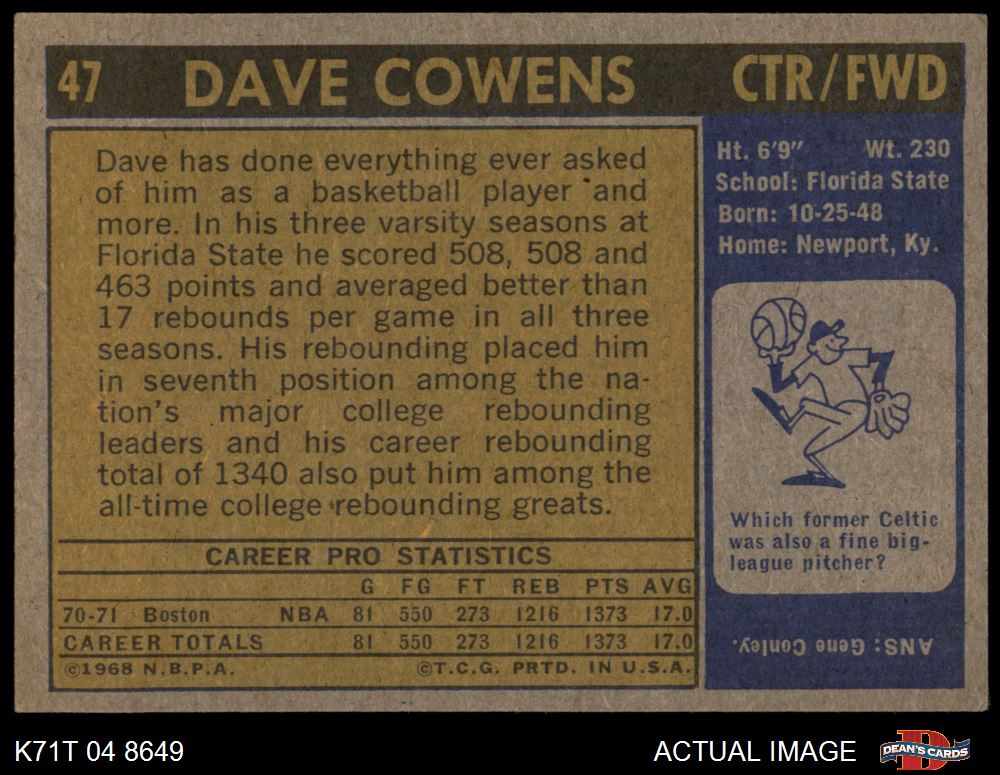 47 DAVE COWENS CTR/FWD
Dave has done everything ever asked
of him as a basketball player and
more. In his three varsity seasons at
Florida State he scored 508, 508 and
463 points and averaged better than
17 rebounds per game in all three
seasons. His rebounding placed him
in seventh position among the na-
tion's major college rebounding
leaders and his career rebounding
total of 1340 also put him among the
all-time college rebounding greats.
CAREER PRO STATISTICS
G FG FT REB PTS AVG
70-71 Boston NBA 81 550 273 1216 1373 17.0
CAREER TOTALS 81 550 273 1216 1373 17.0
©1968 N.B.P.A. ©T.C.G. PRTD. IN U.S.A.
Ht. 6'9" Wt. 230
School: Florida State
Born: 10-25-48
Home: Newport, Ky.
Which former Celtic
was also a fine big-
league pitcher?
ANS: Gene Conley.
K71T 04 8649 ACTUAL IMAGE
D
DEAN'S CARDS